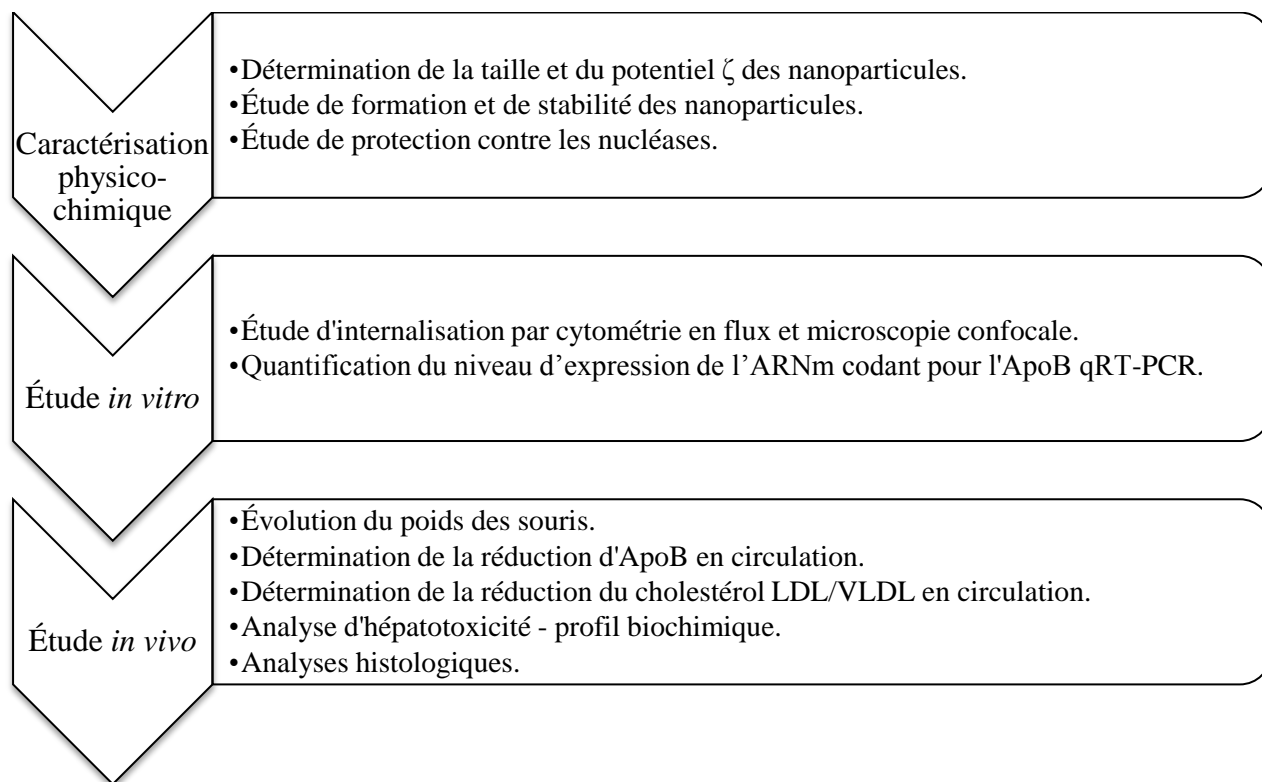 Caractérisation
physico-
chimique
•Détermination de la taille et du potentiel ζ des nanoparticules.
•Étude de formation et de stabilité des nanoparticules.
•Étude de protection contre les nucléases.
Étude in vitro
•Étude d'internalisation par cytométrie en flux et microscopie confocale.
•Quantification du niveau d’expression de l’ARNm codant pour l'ApoB qRT-PCR.
Étude in vivo
•Évolution du poids des souris.
•Détermination de la réduction d'ApoB en circulation.
•Détermination de la réduction du cholestérol LDL/VLDL en circulation.
•Analyse d'hépatotoxicité - profil biochimique.
•Analyses histologiques.